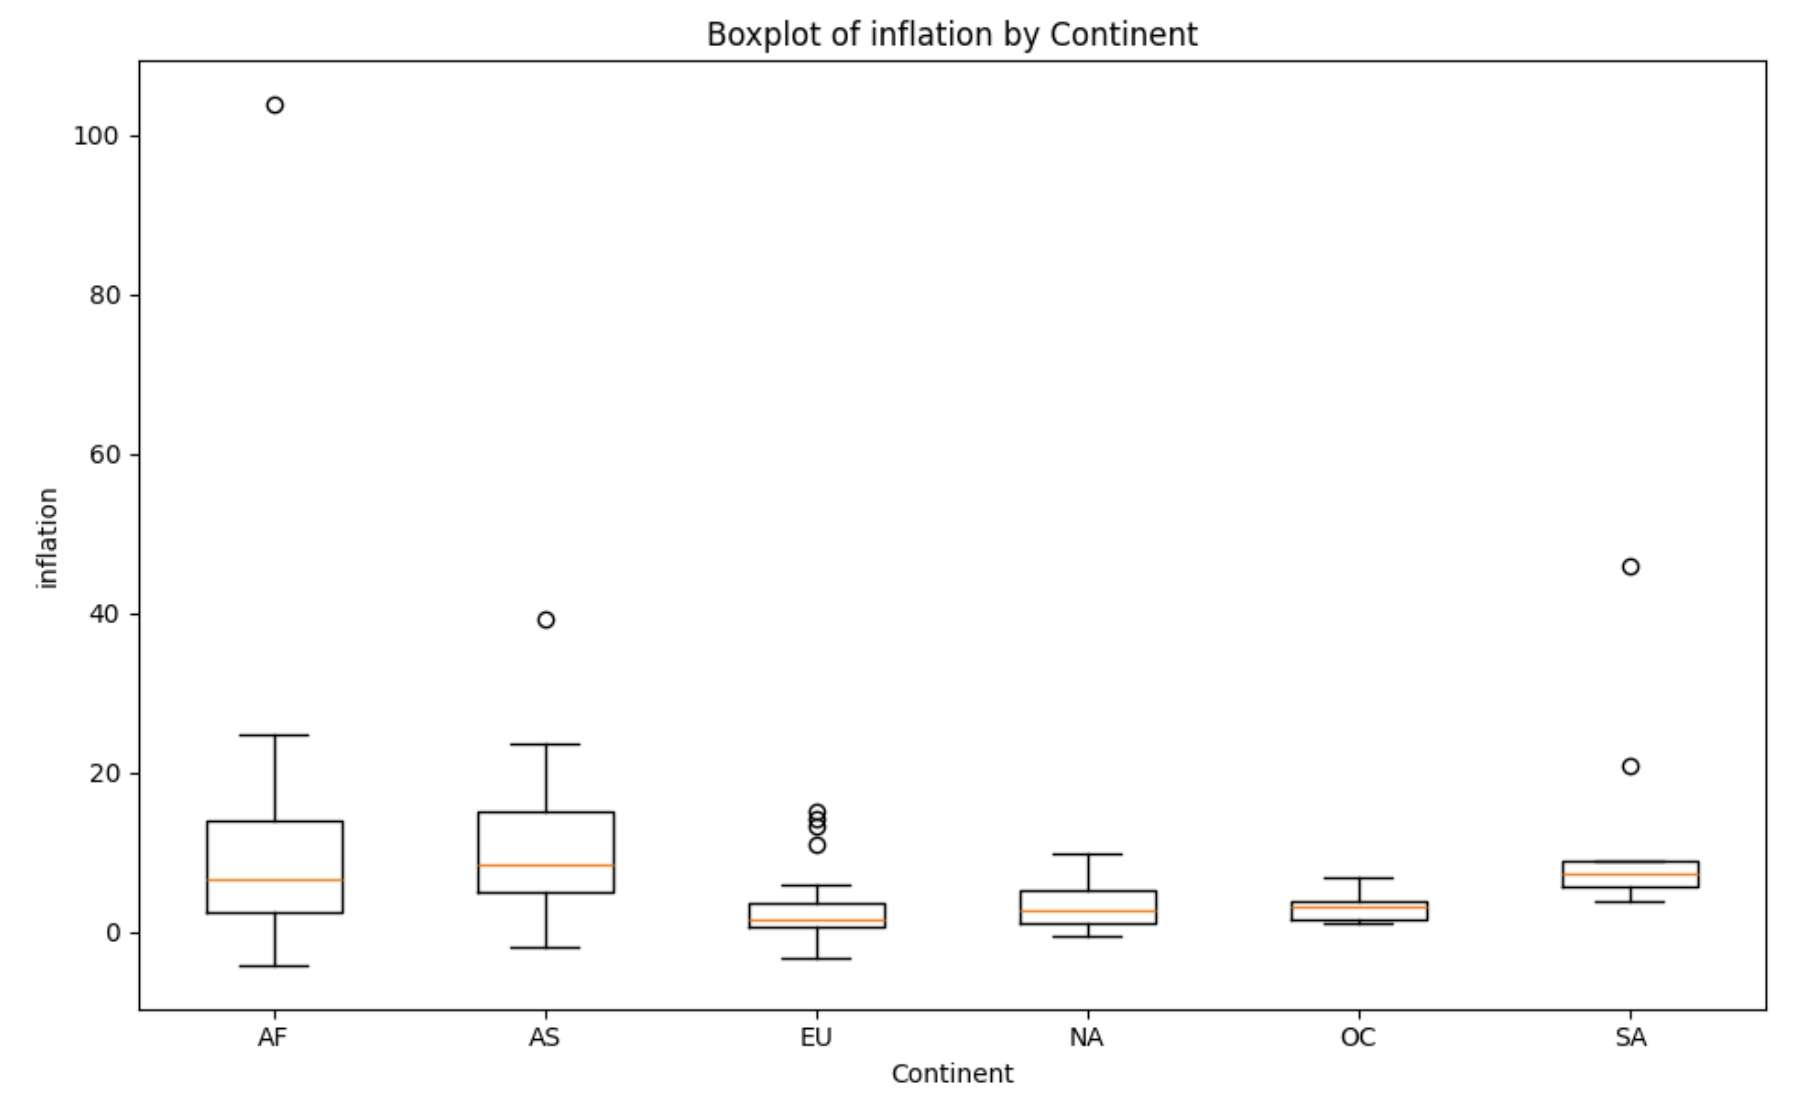 Boxplot of inflation by Continent
100
80
60
40
20
0
inflation
AF AS EU NA OC SA
Continent